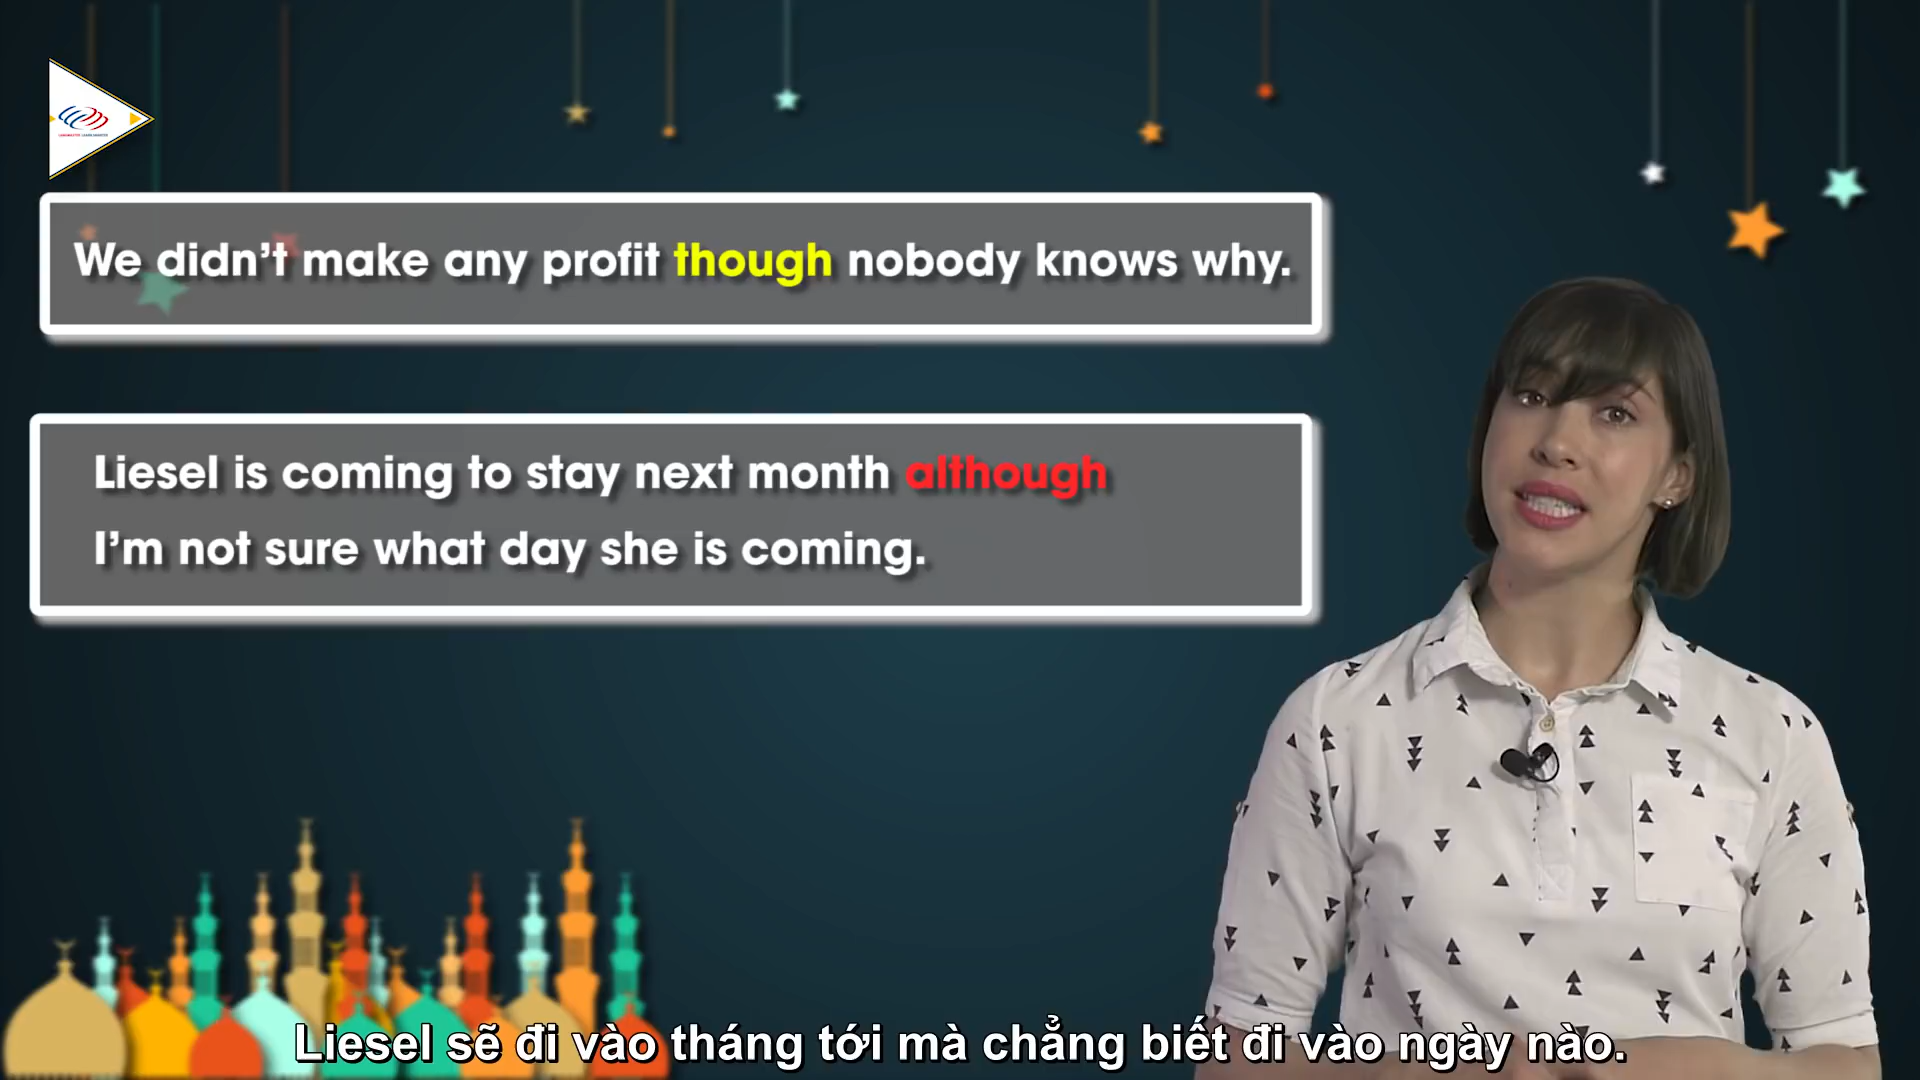 We didn't make any profit though nobody knows why.
Liesel is coming to stay next month although
I'm not sure what day she is coming.
Liesel sẽ đi vào tháng tới mà chẳng biết đi vào ngày nào.